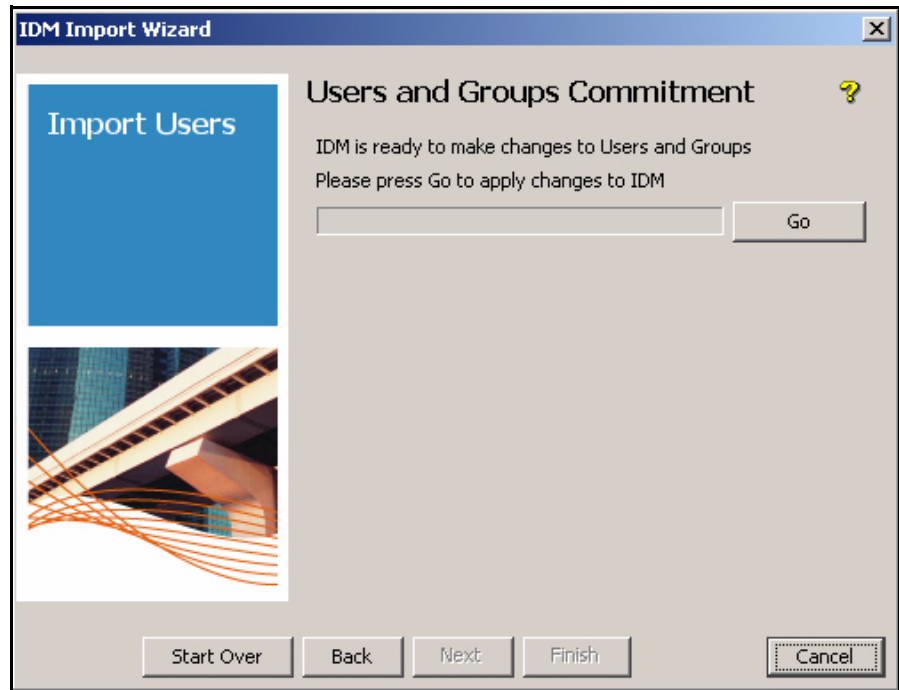 IDM Import Wizard
Import Users
Users and Groups Commitment
IDM is ready to make changes to Users and Groups
Please press Go to apply changes to IDM
Go
Start Over
Back
Next
Finish
Cancel